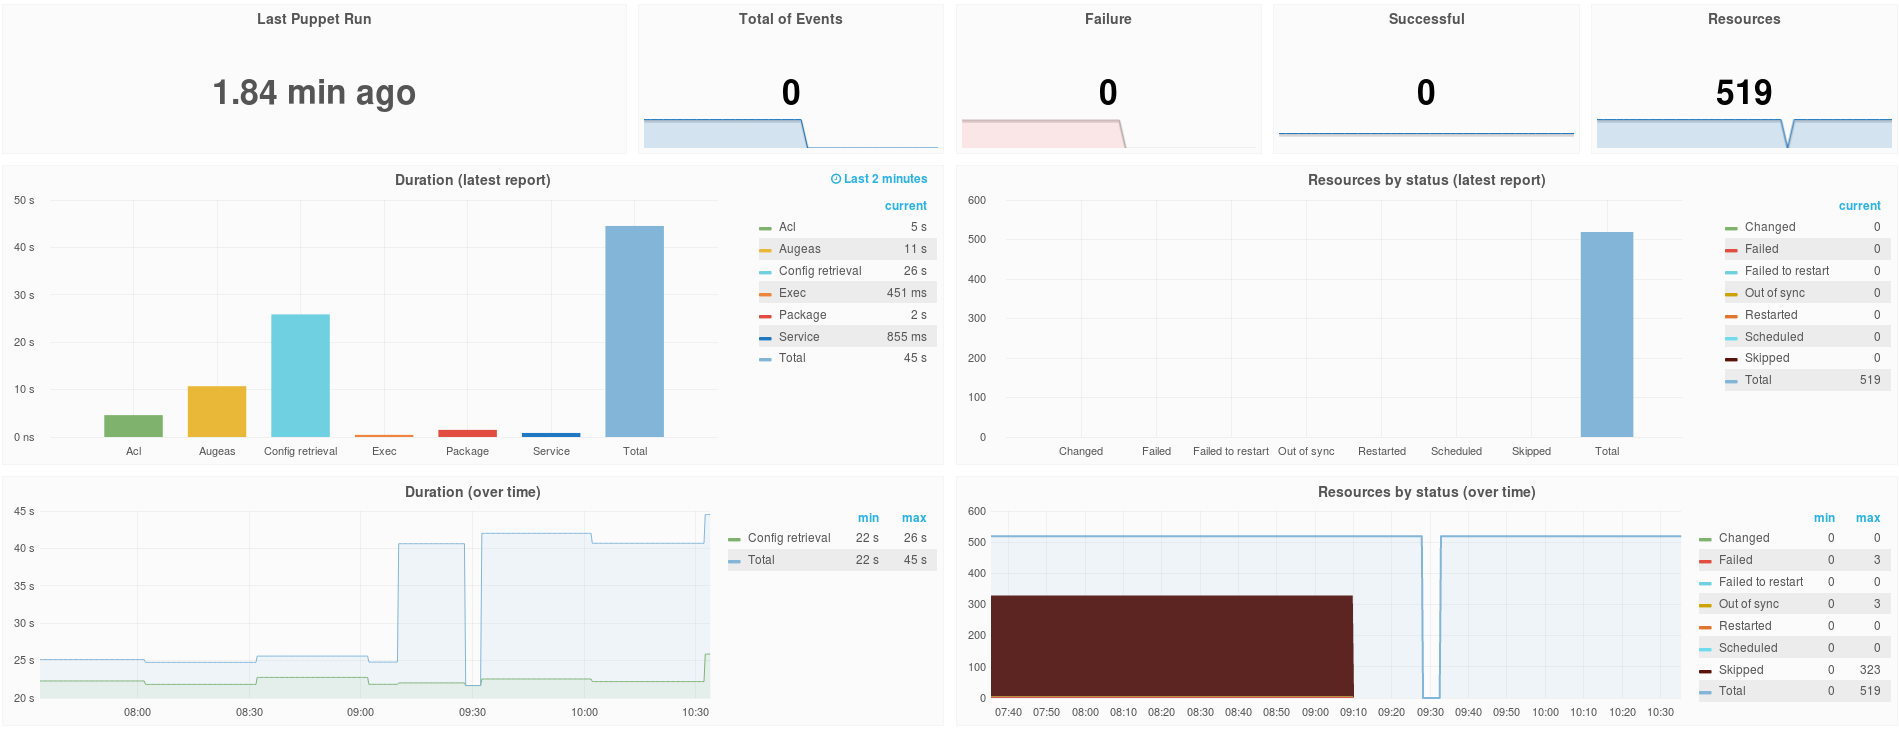 Last Puppet Run
1.84 min ago
Total of Events
0
Failure
0
Successful
0
Resources
519
Duration (latest report)
Last 2 minutes
50 s
40 s
30 s
20 s
10 s
0 ns
Acl Augeas Config retrieval Exec Package Service Total
current
Acl 5 s
Augeas 11 s
Config retrieval 26 s
Exec 451 ms
Package 2 s
Service 855 ms
Total 45 s
Resources by status (latest report)
600
500
400
300
200
100
0
Changed Failed Failed to restart Out of sync Restarted Scheduled Skipped Total
current
Changed 0
Failed 0
Failed to restart 0
Out of sync 0
Restarted 0
Scheduled 0
Skipped 0
Total 519
Duration (over time)
45 s
40 s
35 s
30 s
25 s
20 s
08:00 08:30 09:00 09:30 10:00 10:30
min max
Config retrieval 22 s 26 s
Total 22 s 45 s
Resources by status (over time)
600
500
400
300
200
100
0
07:40 07:50 08:00 08:10 08:20 08:30 08:40 08:50 09:00 09:10 09:20 09:30 09:40 09:50 10:00 10:10 10:20 10:30
min max
Changed 0 0
Failed 0 3
Failed to restart 0 0
Out of sync 0 3
Restarted 0 0
Scheduled 0 0
Skipped 0 323
Total 0 519